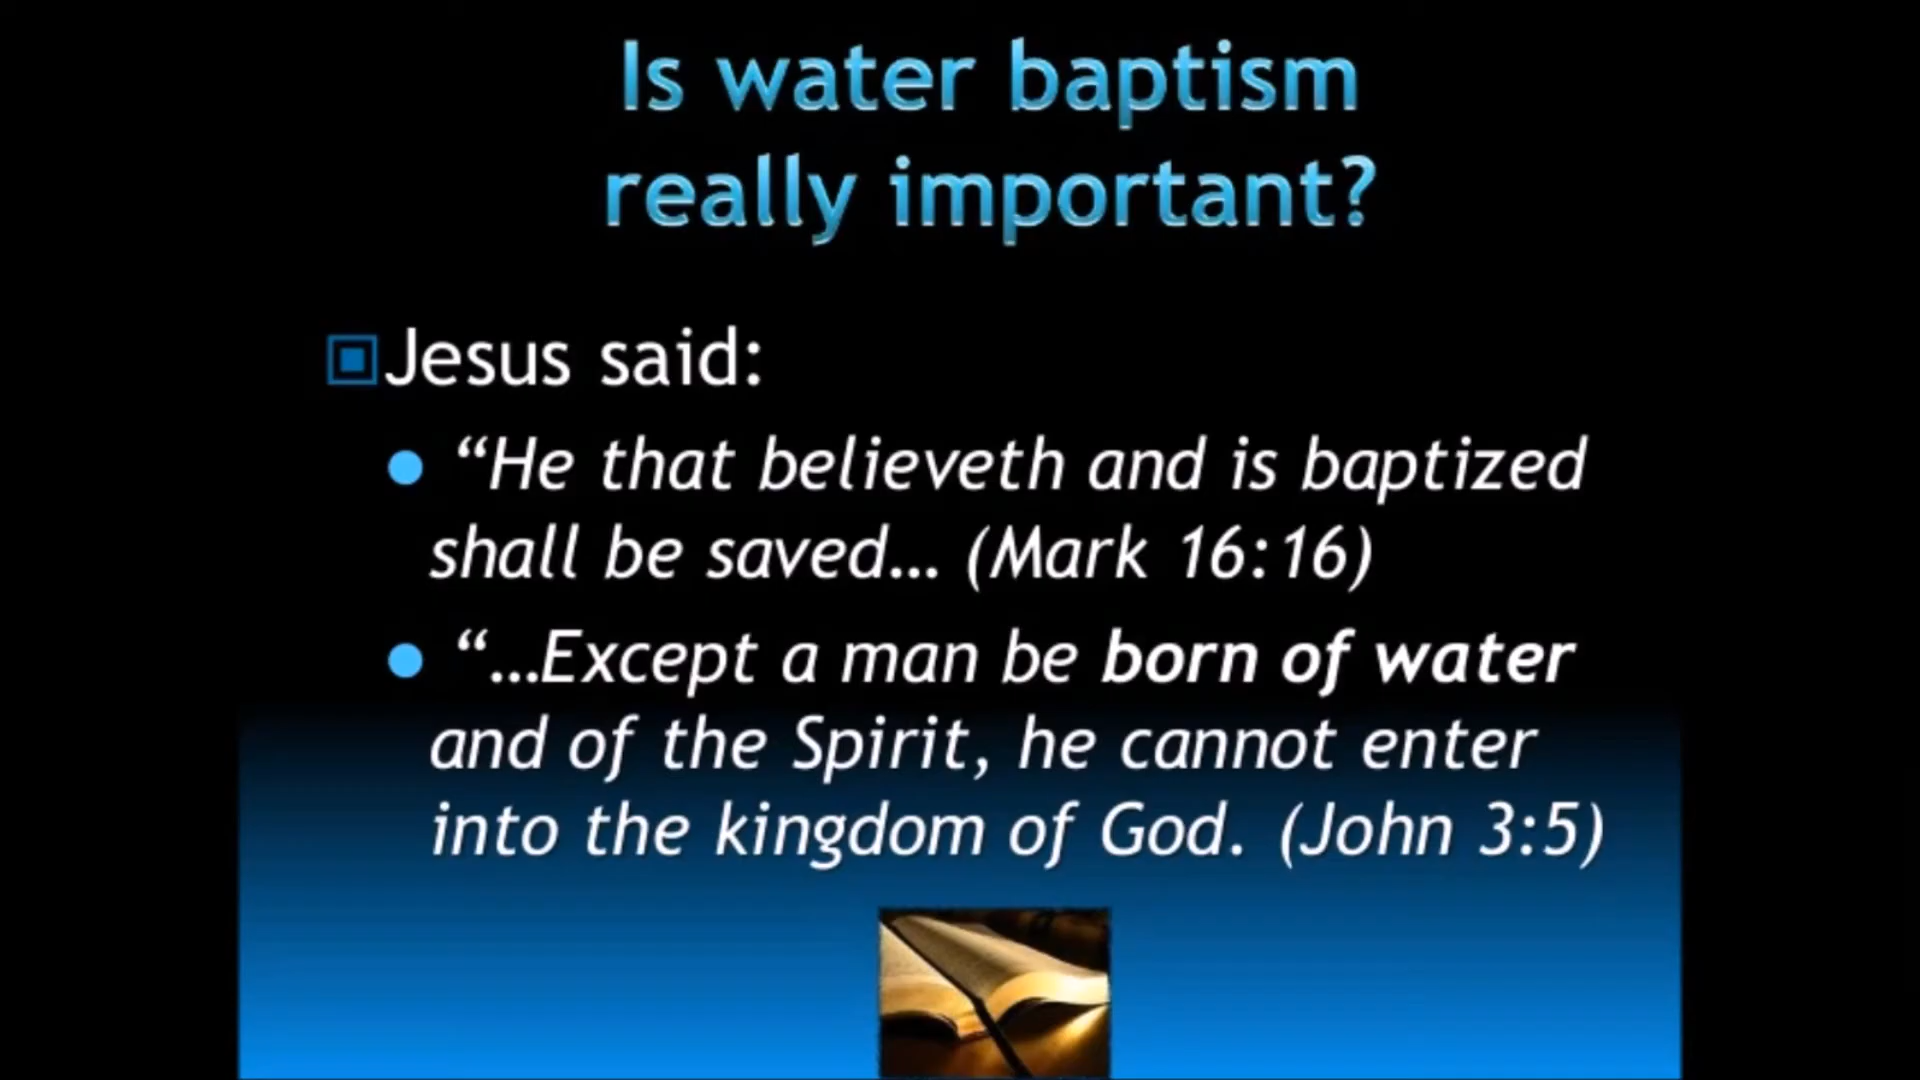 Is water baptism
really important?
Jesus said:
“He that believeth and is baptized
shall be saved… (Mark 16:16)
“…Except a man be born of water
and of the Spirit, he cannot enter
into the kingdom of God. (John 3:5)